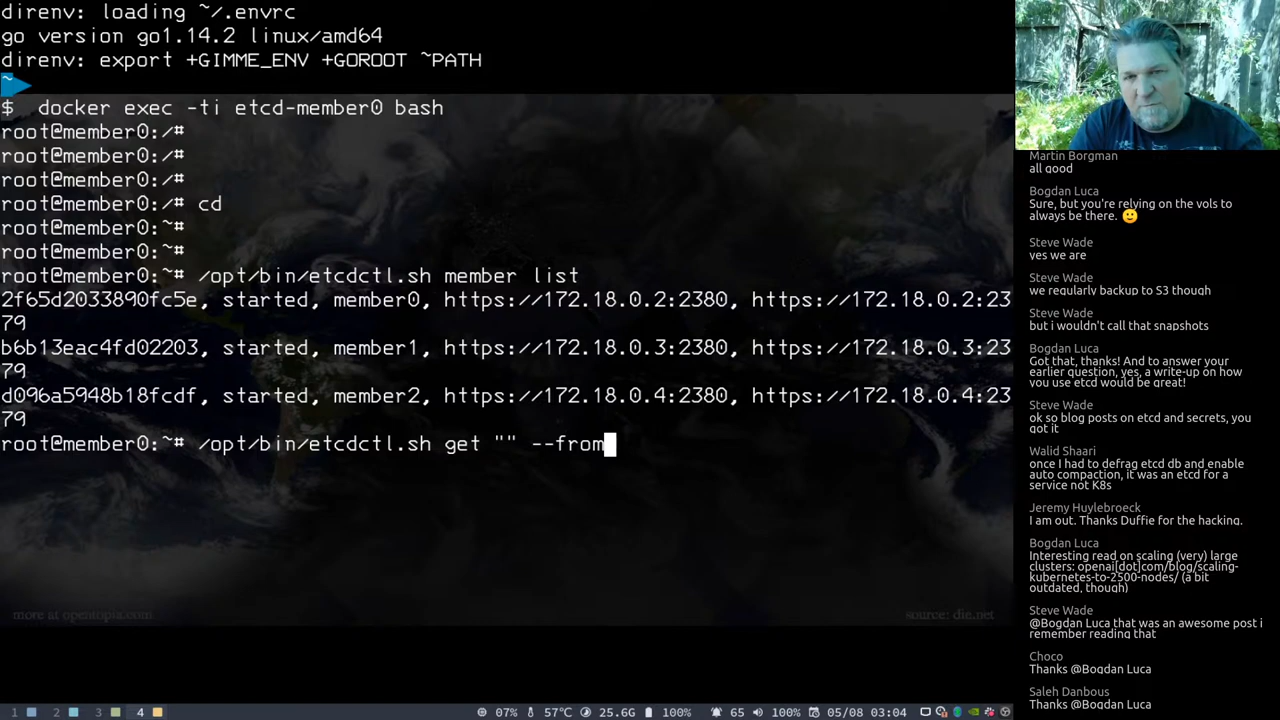 direnv: loading ~/.envrc
go version go1.14.2 linux/amd64
direnv: export +GIMME_ENV +GOROOT ~PATH
~
$  docker exec -ti etcd-member0 bash
root@member0:/#
root@member0:/#
root@member0:/#
root@member0:/# cd
root@member0:~#
root@member0:~#
root@member0:~# /opt/bin/etcdctl.sh member list
2f65d2033890fc5e, started, member0, https://172.18.0.2:2380, https://172.18.0.2:23
79
b6b13eac4fd02203, started, member1, https://172.18.0.3:2380, https://172.18.0.3:23
79
d096a5948b18fcdf, started, member2, https://172.18.0.4:2380, https://172.18.0.4:23
79
root@member0:~# /opt/bin/etcdctl.sh get "" --from
more at opentopia.com
source: die.net
1 2 3 4
07% 57℃ 25.6G 100% 65 100% 05/08 03:04
Martin Borgman
all good
Bogdan Luca
Sure, but you're relying on the vols to
always be there. 🙂
Steve Wade
yes we are
Steve Wade
we regularly backup to S3 though
Steve Wade
but i wouldn't call that snapshots
Bogdan Luca
Got that, thanks! And to answer your
earlier question, yes, a write-up on how
you use etcd would be great!
Steve Wade
ok so blog posts on etcd and secrets, you
got it
Walid Shaari
once I had to defrag etcd db and enable
auto compaction, it was an etcd for a
service not K8s
Jeremy Huylebroeck
I am out. Thanks Duffie for the hacking.
Bogdan Luca
Interesting read on scaling (very) large
clusters: openai[dot]com/blog/scaling-
kubernetes-to-2500-nodes/ (a bit
outdated, though)
Steve Wade
@Bogdan Luca that was an awesome post i
remember reading that
Choco
Thanks @Bogdan Luca
Saleh Danbous
Thanks @Bogdan Luca